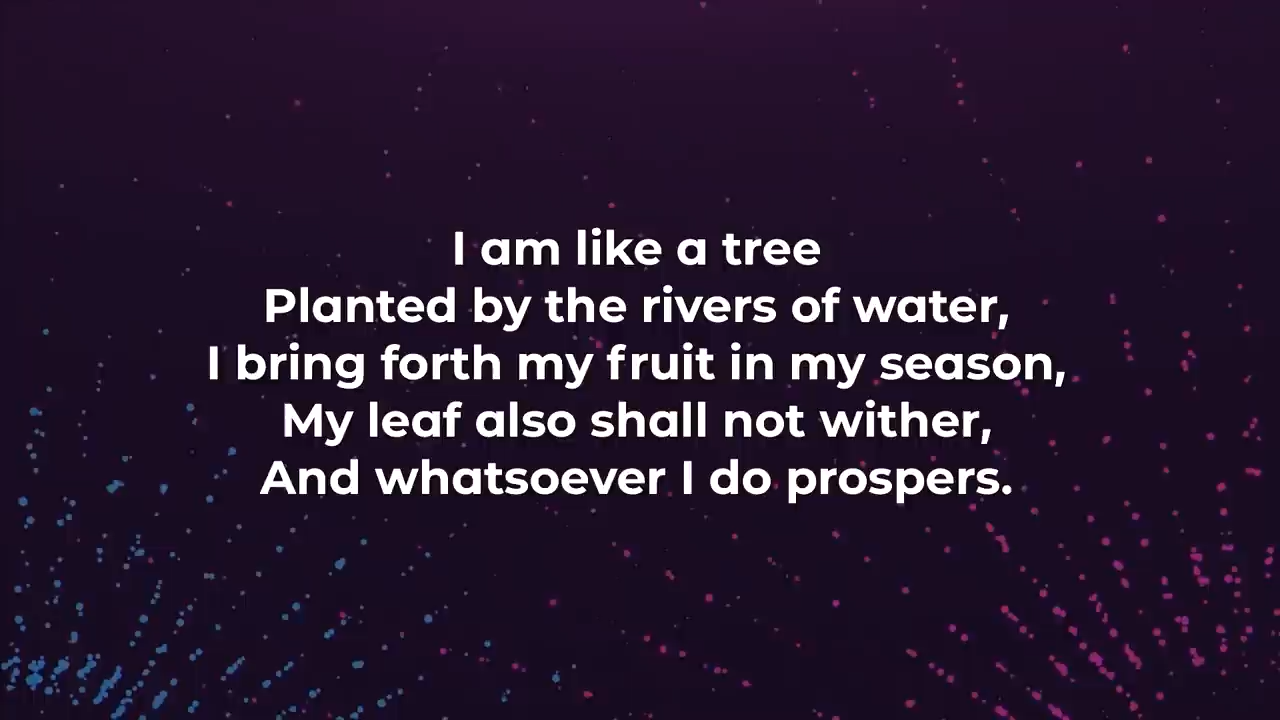 I am like a tree
Planted by the rivers of water,
I bring forth my fruit in my season,
My leaf also shall not wither,
And whatsoever I do prospers.